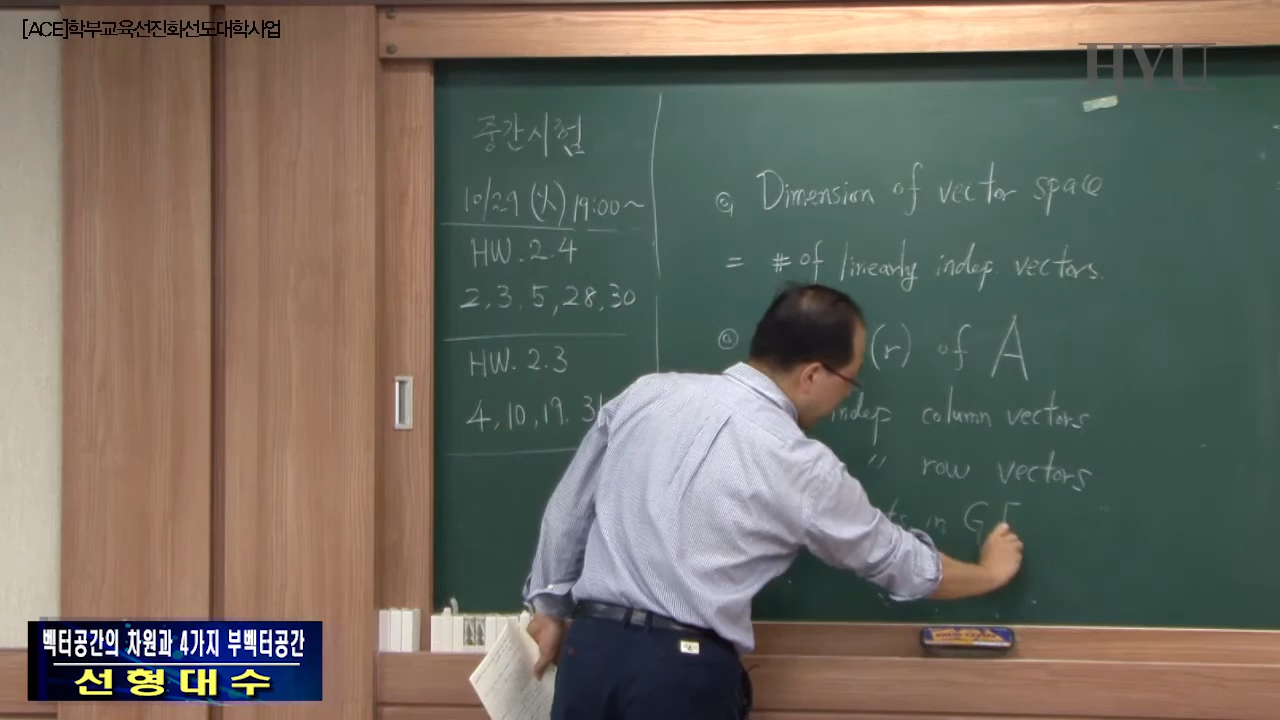 [ACE]학부교육선진화선도대학사업
HYU
중간시험
10/29 (火) 19:00~
HW. 2.4
2, 3, 5, 28, 30
HW. 2.3
4, 10, 19.
◎ Dimension of vector space
= # of linearly indep. vectors.
◎ (r) of A
indep column vectors
〃 row vectors
in G.E
벡터공간의 차원과 4가지 부벡터공간
선형대수